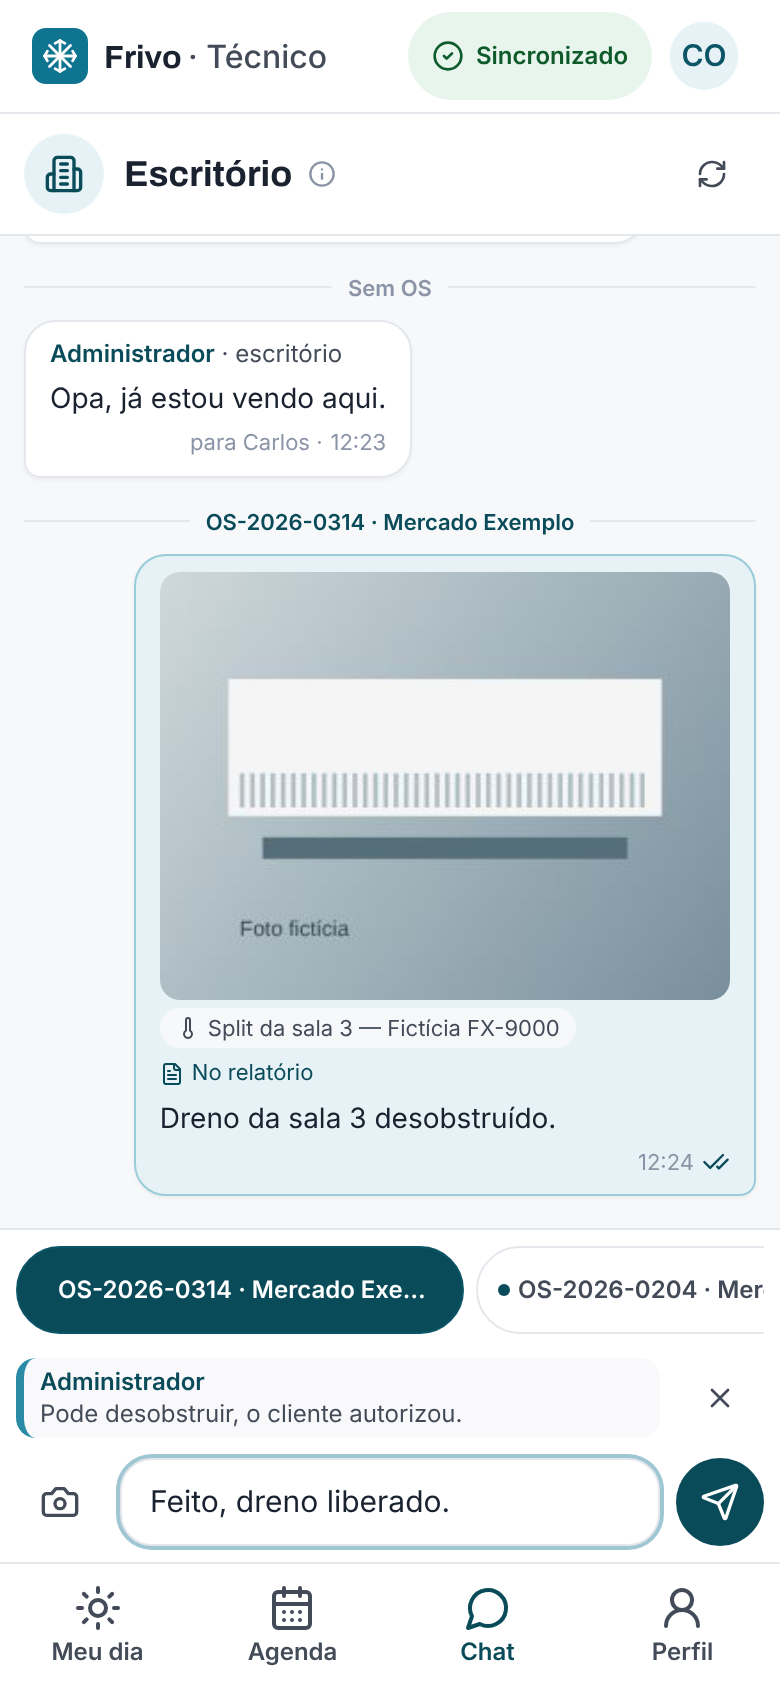 Frivo · Técnico
Sincronizado
CO
Escritório
Sem OS
Administrador · escritório
Opa, já estou vendo aqui.
para Carlos · 12:23
OS-2026-0314 · Mercado Exemplo
Foto fictícia
Split da sala 3 — Fictícia FX-9000
No relatório
Dreno da sala 3 desobstruído.
12:24
OS-2026-0314 · Mercado Exe...
OS-2026-0204 · Mer
Administrador
Pode desobstruir, o cliente autorizou.
Feito, dreno liberado.
Meu dia
Agenda
Chat
Perfil